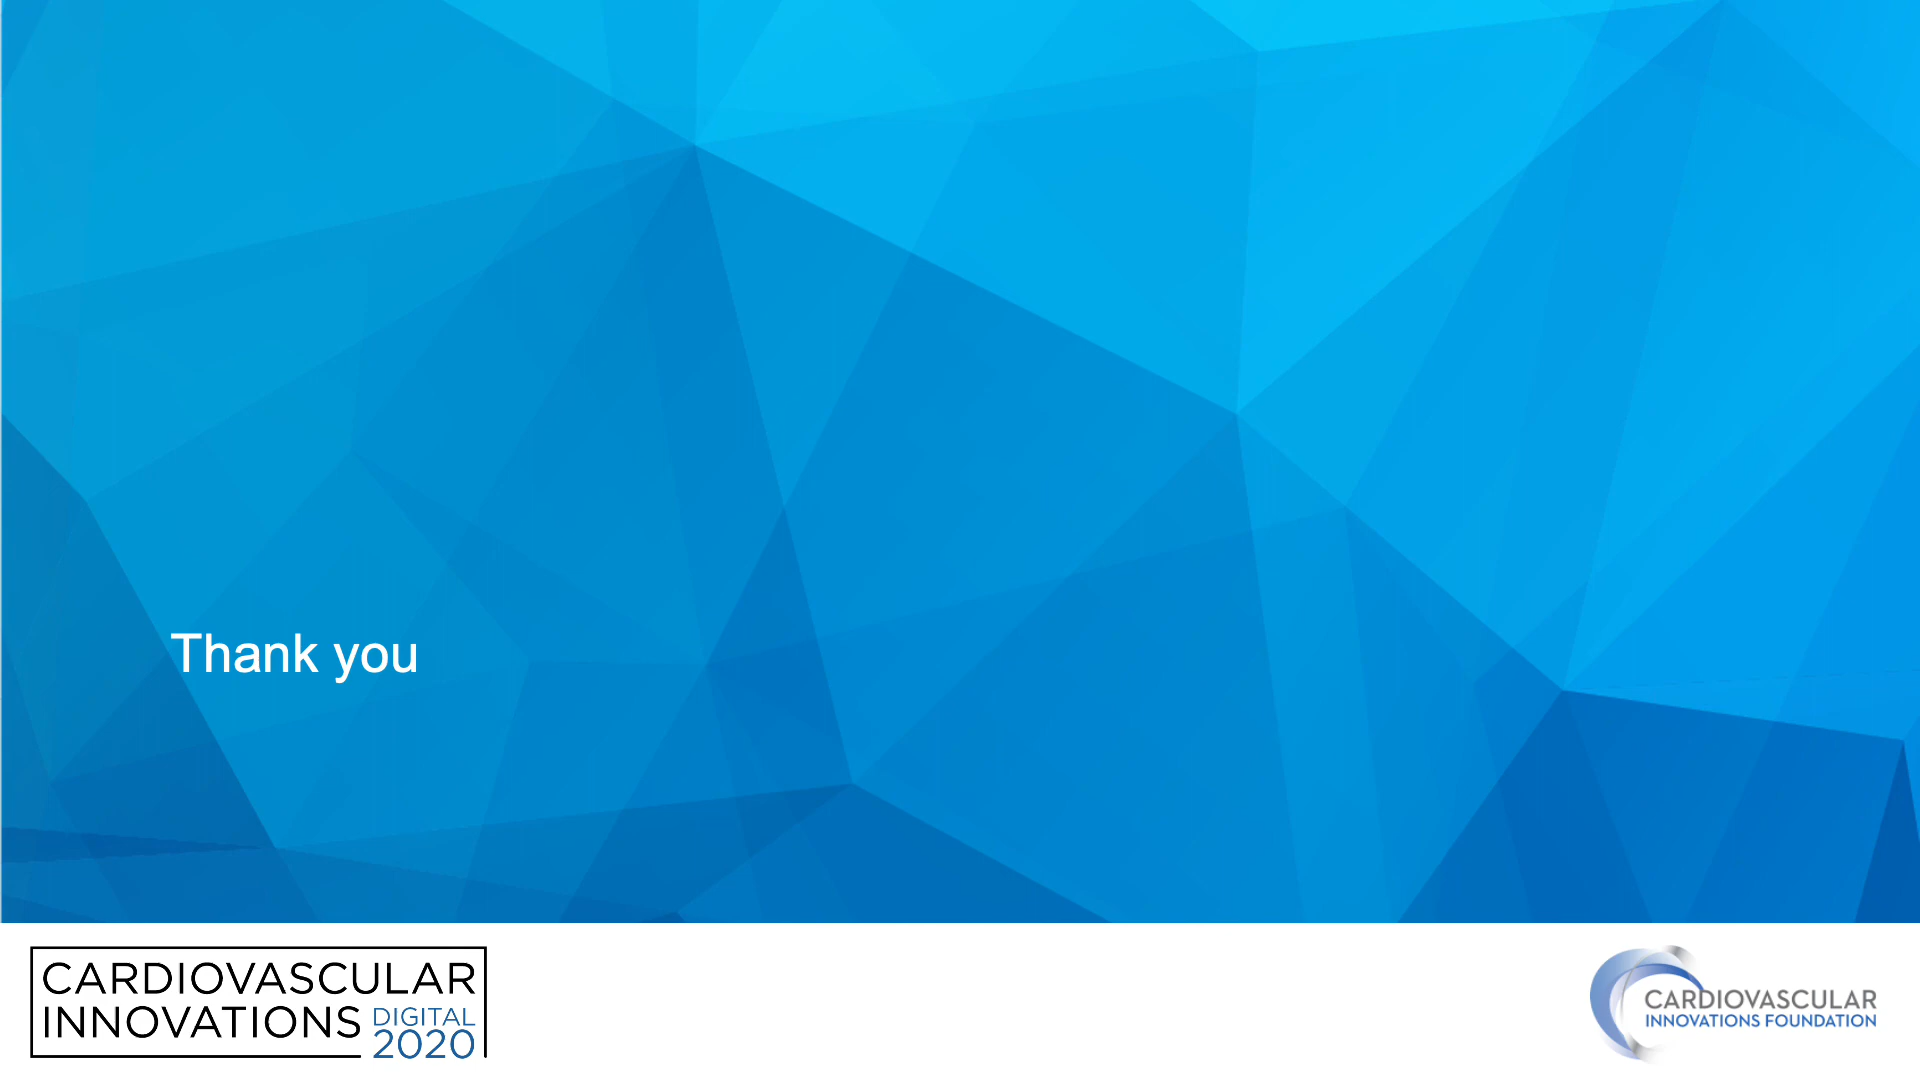 Thank you
CARDIOVASCULAR
INNOVATIONS DIGITAL
2020
CARDIOVASCULAR
INNOVATIONS FOUNDATION